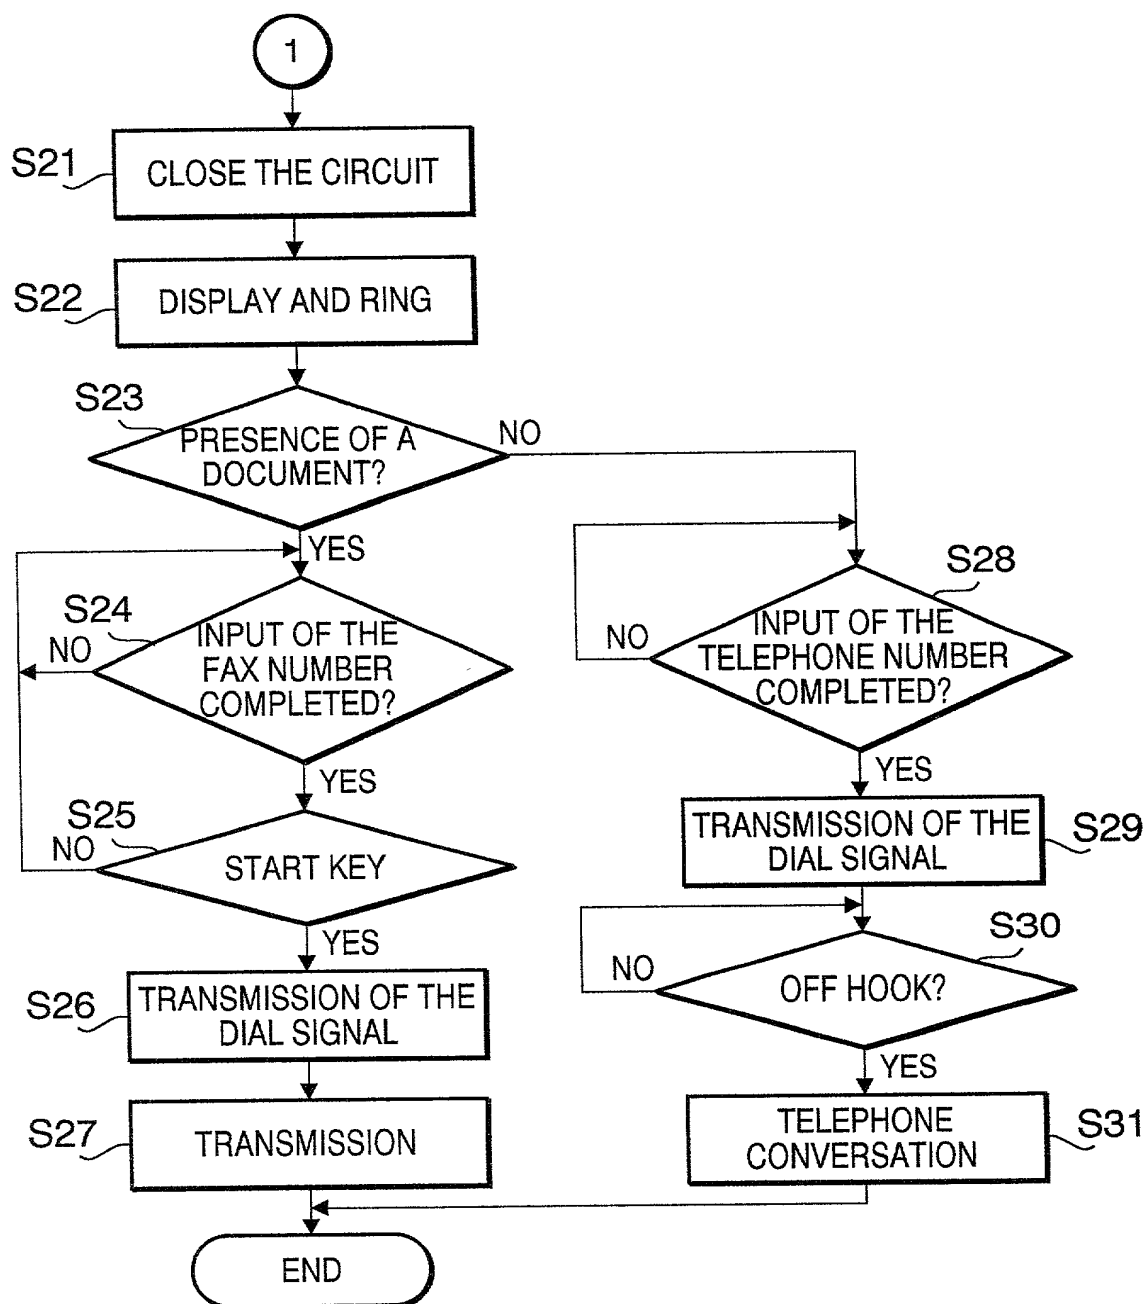 1
S21
CLOSE THE CIRCUIT
S22
DISPLAY AND RING
S23
PRESENCE OF A
DOCUMENT?
NO
YES
S24
INPUT OF THE
FAX NUMBER
COMPLETED?
NO
YES
S25
START KEY
NO
YES
S26
TRANSMISSION OF THE
DIAL SIGNAL
S27
TRANSMISSION
S28
INPUT OF THE
TELEPHONE NUMBER
COMPLETED?
NO
YES
S29
TRANSMISSION OF THE
DIAL SIGNAL
S30
OFF HOOK?
NO
YES
S31
TELEPHONE
CONVERSATION
END